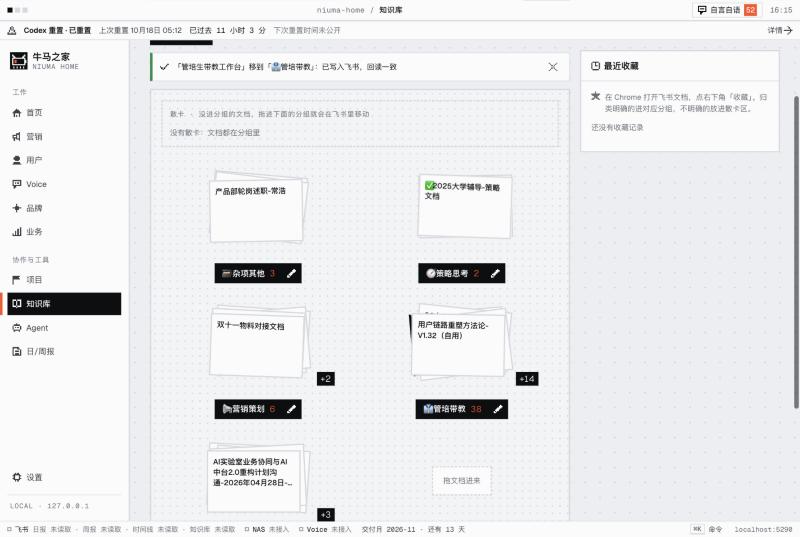 niuma-home / 知识库
自言自语 52
16:15
Codex 重置 · 已重置 上次重置 10月18日 05:12 已过去 11 小时 3 分 下次重置时间未公开
详情
牛马之家
NIUMA HOME
工作
首页
营销
用户
Voice
品牌
业务
协作与工具
项目
知识库
Agent
日/周报
设置
LOCAL · 127.0.0.1
「管培生带教工作台」移到「管培带教」: 已写入飞书，回读一致
散卡 · 没进分组的文档，拖进下面的分组就会在飞书里移动
没有散卡：文档都在分组里
产品部轮岗述职-常浩
杂项其他 3
2025大学辅导-策略
文档
策略思考 2
双十一物料对接文档
+2
营销策划 6
用户链路重塑方法论-
V1.32（自用）
+14
管培带教 38
AI实验室业务协同与AI
中台2.0重构计划沟
通-2026年04月28日-…
+3
拖文档进来
最近收藏
在 Chrome 打开飞书文档，点右下角「收藏」。归
类明确的进对应分组，不明确的放进散卡区。
还没有收藏记录
飞书 日报 未读取 · 周报 未读取 · 时间线 未读取 · 知识库 未读取
NAS 未接入
Voice 未接入
交付月 2026-11 · 还有 13 天
⌘K 命令
localhost:5290